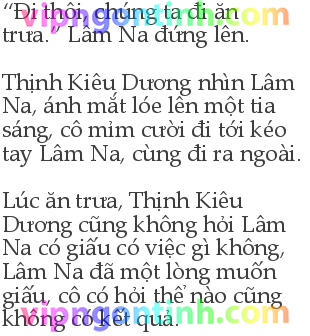 “Đi thôi, chúng ta đi ăn
vipngontinh.com
trưa.” Lâm Na đứng lên.
Thịnh Kiêu Dương nhìn Lâm
Na, ánh mắt lóe lên một tia
sáng, cô mỉm cười đi tới kéo
tay Lâm Na, cùng đi ra ngoài.
Lúc ăn trưa, Thịnh Kiêu
Dương cũng không hỏi Lâm
Na có giấu có việc gì không,
Lâm Na đã một lòng muốn
giấu, cô có hỏi thế nào cũng
vipngontinh.com
không có kết quả.